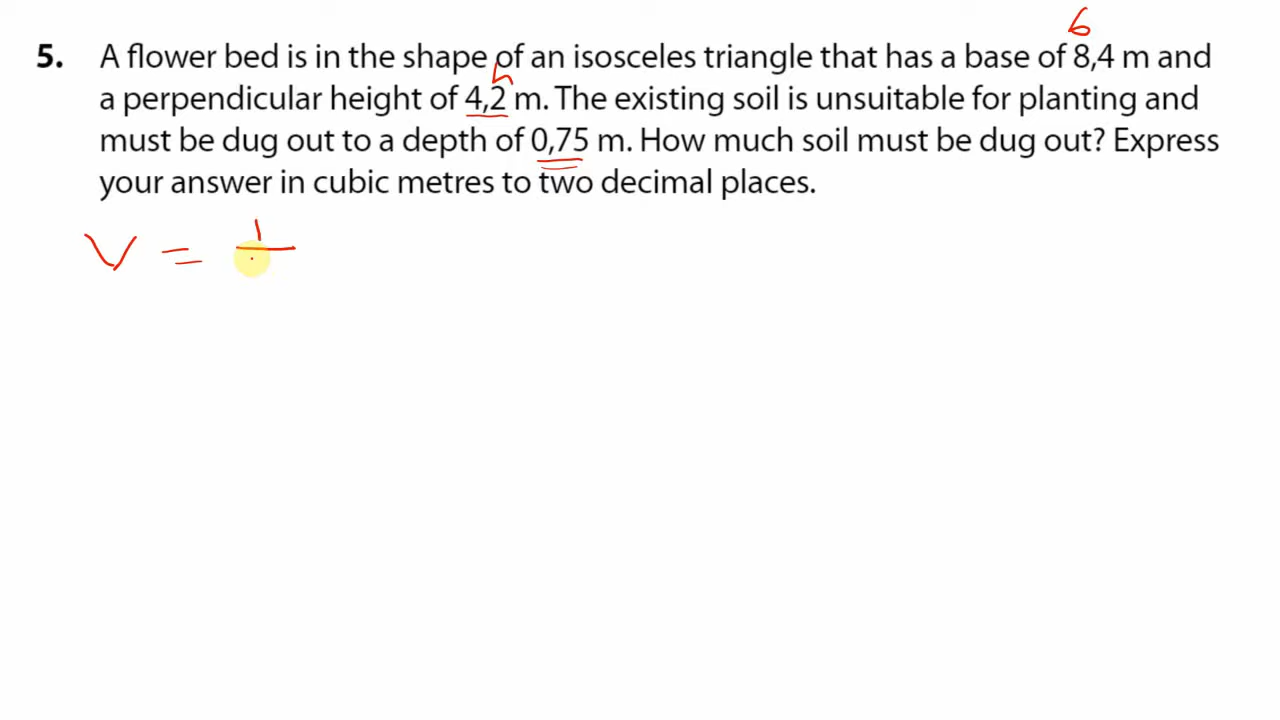 b
5. A flower bed is in the shape of an isosceles triangle that has a base of 8,4 m and
h
a perpendicular height of 4,2 m. The existing soil is unsuitable for planting and
must be dug out to a depth of 0,75 m. How much soil must be dug out? Express
your answer in cubic metres to two decimal places.
V = 1